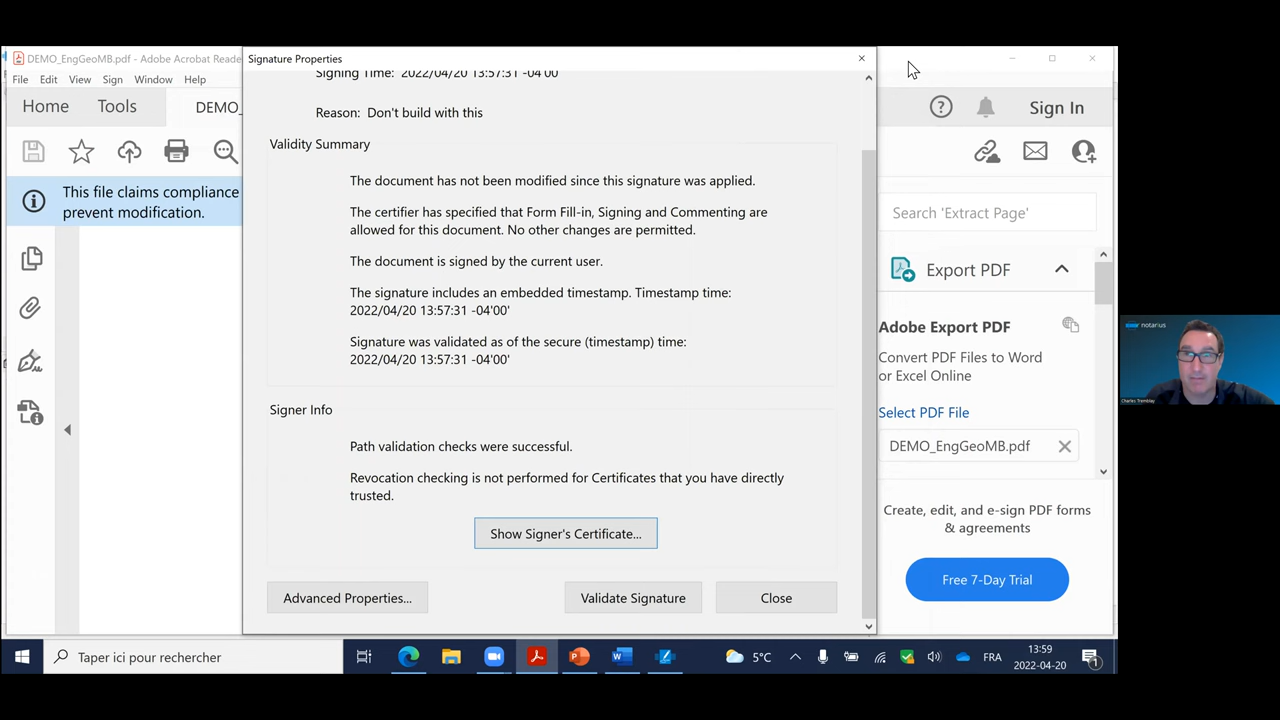 DEMO_EngGeoMB.pdf - Adobe Acrobat Reade
Signature Properties
File Edit View Sign Window Help
Signing Time: 2022/04/20 13:57:31 -04'00'
Home Tools DEMO_
Reason: Don't build with this
Sign In
Validity Summary
This file claims compliance
prevent modification.
The document has not been modified since this signature was applied.
The certifier has specified that Form Fill-in, Signing and Commenting are
allowed for this document. No other changes are permitted.
The document is signed by the current user.
The signature includes an embedded timestamp. Timestamp time:
2022/04/20 13:57:31 -04'00'
Signature was validated as of the secure (timestamp) time:
2022/04/20 13:57:31 -04'00'
Signer Info
Path validation checks were successful.
Revocation checking is not performed for Certificates that you have directly
trusted.
Show Signer's Certificate...
Advanced Properties...
Validate Signature
Close
Search 'Extract Page'
Export PDF
Adobe Export PDF
Convert PDF Files to Word
or Excel Online
Select PDF File
DEMO_EngGeoMB.pdf
Create, edit, and e-sign PDF forms
& agreements
Free 7-Day Trial
notarius
Charles Tremblay
Taper ici pour rechercher
5°C
FRA
13:59
2022-04-20
1